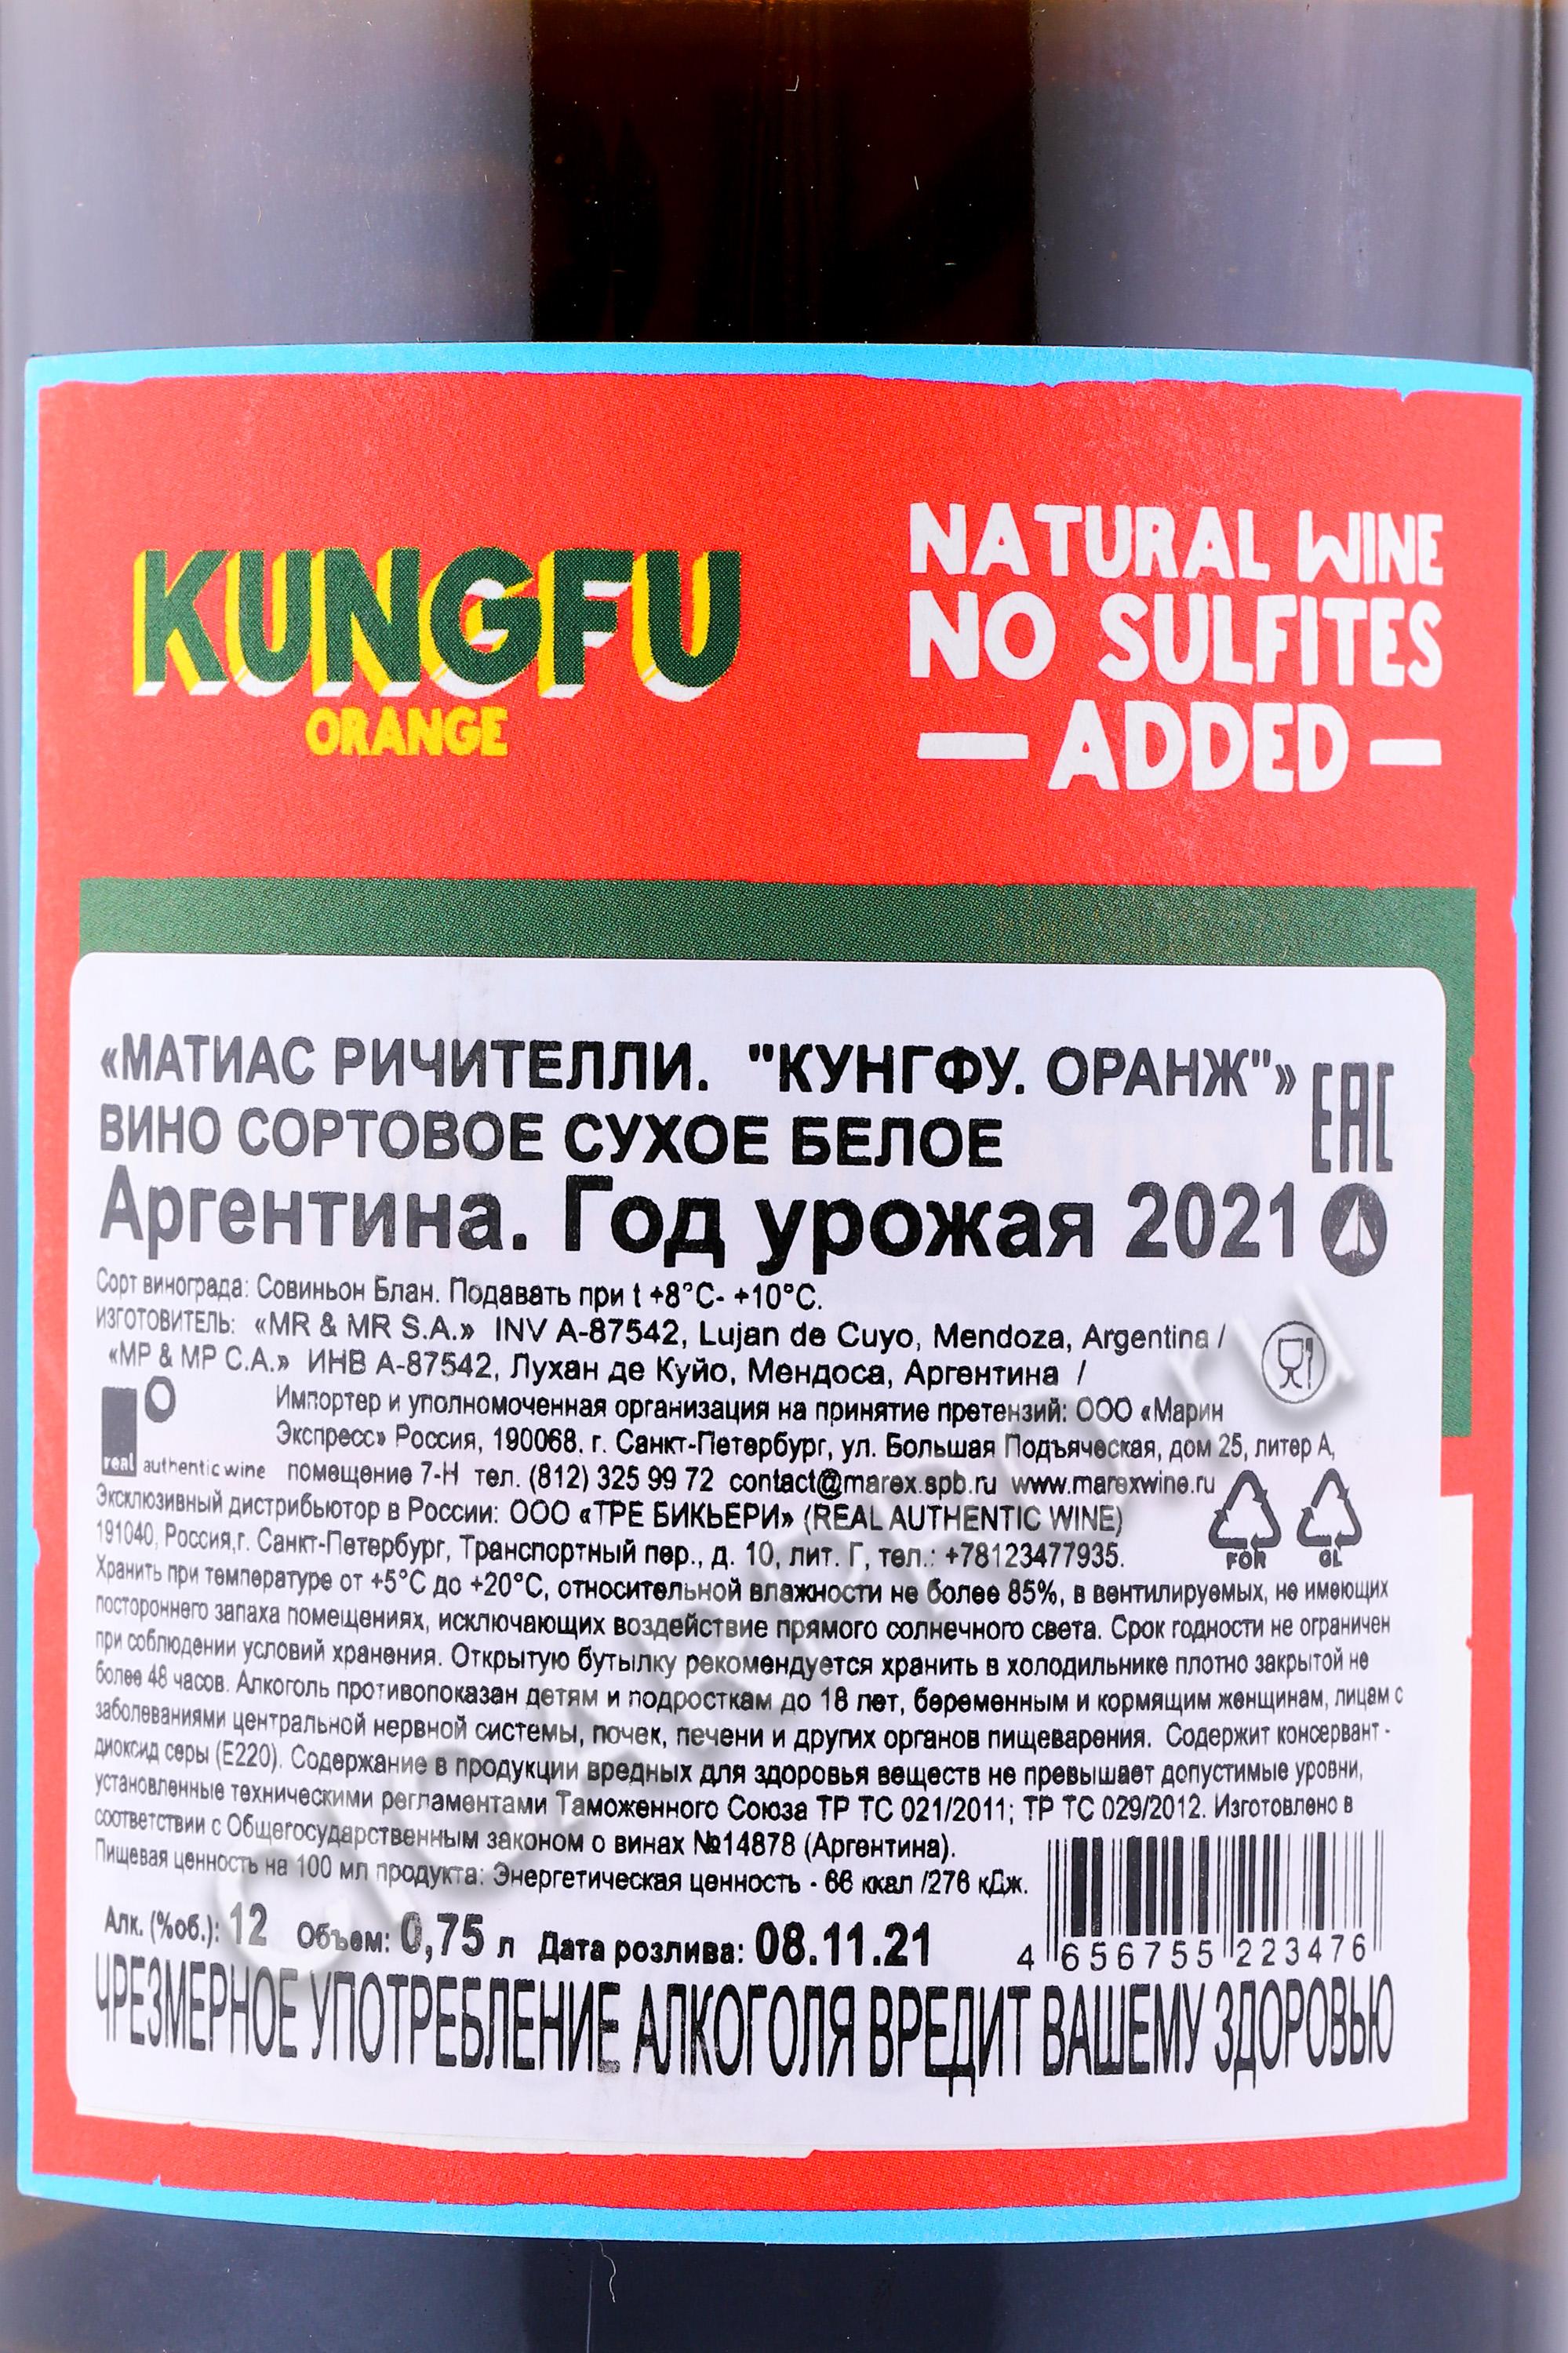 KUNGFU
ORANGE
NATURAL WINE
NO SULFITES
— ADDED —
«МАТИАС РИЧИТЕЛЛИ. "КУНГФУ. ОРАНЖ"»
EAC
ВИНО СОРТОВОЕ СУХОЕ БЕЛОЕ
Аргентина. Год урожая 2021
Сорт винограда: Совиньон Блан. Подавать при t +8°С- +10°С.
ИЗГОТОВИТЕЛЬ: «MR & MR S.A.» INV A-87542, Lujan de Cuyo, Mendoza, Argentina /
«МР & МР С.А.» ИНВ А-87542, Лухан де Куйо, Мендоса, Аргентина /
Импортер и уполномоченная организация на принятие претензий: ООО «Марин
Экспресс» Россия, 190068, г. Санкт-Петербург, ул. Большая Подъяческая, дом 25, литер А,
real authentic wine помещение 7-Н тел. (812) 325 99 72 contact@marex.spb.ru www.marexwine.ru
Эксклюзивный дистрибьютор в России: ООО «ТРЕ БИКЬЕРИ» (REAL AUTHENTIC WINE)
191040, Россия,г. Санкт-Петербург, Транспортный пер., д. 10, лит. Г, тел.: +78123477935.
FOR GL
Хранить при температуре от +5°С до +20°С, относительной влажности не более 85%, в вентилируемых, не имеющих
постороннего запаха помещениях, исключающих воздействие прямого солнечного света. Срок годности не ограничен
при соблюдении условий хранения. Открытую бутылку рекомендуется хранить в холодильнике плотно закрытой не
более 48 часов. Алкоголь противопоказан детям и подросткам до 18 лет, беременным и кормящим женщинам, лицам с
заболеваниями центральной нервной системы, почек, печени и других органов пищеварения. Содержит консервант -
диоксид серы (Е220). Содержание в продукции вредных для здоровья веществ не превышает допустимые уровни,
установленные техническими регламентами Таможенного Союза ТР ТС 021/2011; ТР ТС 029/2012. Изготовлено в
соответствии с Общегосударственным законом о винах №14878 (Аргентина).
Пищевая ценность на 100 мл продукта: Энергетическая ценность - 66 ккал /276 кДж.
Алк. (%об.): 12 Объем: 0,75 л Дата розлива: 08.11.21
4 656755 223476
ЧРЕЗМЕРНОЕ УПОТРЕБЛЕНИЕ АЛКОГОЛЯ ВРЕДИТ ВАШЕМУ ЗДОРОВЬЮ